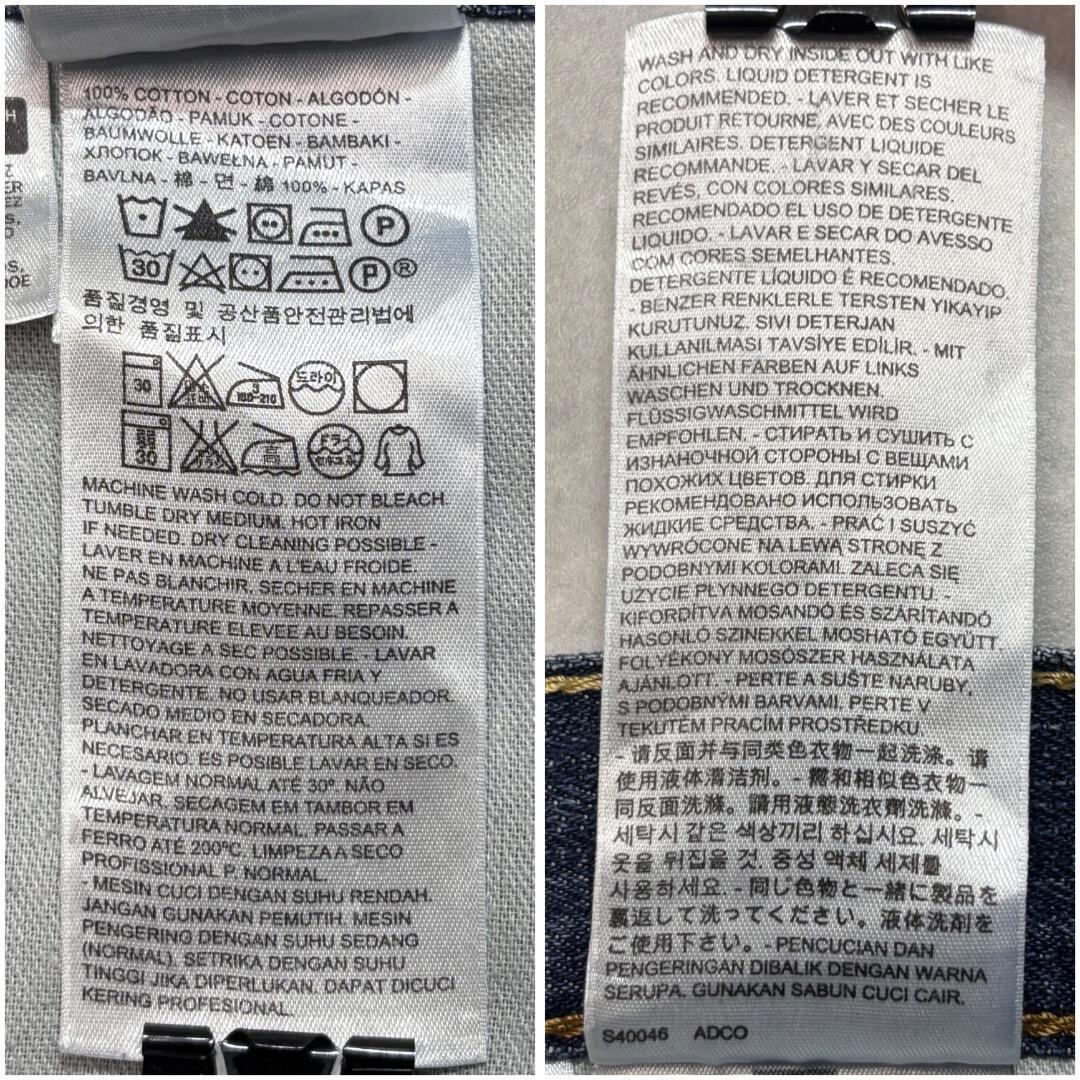 H
Z
ER
EZ
S,
O
S.
DOE
100% COTTON - COTON - ALGODÓN -
ALGODÃO - PAMUK - COTONE -
BAUMWOLLE - KATOEN - BAMBAKI -
ХЛОПОК - BAWEŁNA - PAMUT -
BAVLNA - 棉 - 면 - 綿 100% - KAPAS
P
30 P®
품질경영 및 공산품안전관리법에
의한 품질표시
30 3 180-210 드라이
30 高 ドライ
MACHINE WASH COLD. DO NOT BLEACH.
TUMBLE DRY MEDIUM. HOT IRON
IF NEEDED. DRY CLEANING POSSIBLE -
LAVER EN MACHINE A L'EAU FROIDE.
NE PAS BLANCHIR. SECHER EN MACHINE
A TEMPERATURE MOYENNE. REPASSER A
TEMPERATURE ELEVEE AU BESOIN.
NETTOYAGE A SEC POSSIBLE. - LAVAR
EN LAVADORA CON AGUA FRIA Y
DETERGENTE. NO USAR BLANQUEADOR.
SECADO MEDIO EN SECADORA.
PLANCHAR EN TEMPERATURA ALTA SI ES
NECESARIO. ES POSIBLE LAVAR EN SECO.
- LAVAGEM NORMAL ATÉ 30º. NÃO
ALVEJAR. SECAGEM EM TAMBOR EM
TEMPERATURA NORMAL. PASSAR A
FERRO ATÉ 200ºC. LIMPEZA A SECO
PROFISSIONAL P. NORMAL.
- MESIN CUCI DENGAN SUHU RENDAH.
JANGAN GUNAKAN PEMUTIH. MESIN
PENGERING DENGAN SUHU SEDANG
(NORMAL). SETRIKA DENGAN SUHU
TINGGI JIKA DIPERLUKAN. DAPAT DICUCI
KERING PROFESIONAL.
WASH AND DRY INSIDE OUT WITH LIKE
COLORS. LIQUID DETERGENT IS
RECOMMENDED. - LAVER ET SECHER LE
PRODUIT RETOURNE, AVEC DES COULEURS
SIMILAIRES. DETERGENT LIQUIDE
RECOMMANDE. - LAVAR Y SECAR DEL
REVÉS, CON COLORES SIMILARES.
RECOMENDADO EL USO DE DETERGENTE
LIQUIDO. - LAVAR E SECAR DO AVESSO
COM CORES SEMELHANTES.
DETERGENTE LÍQUIDO É RECOMENDADO.
- BENZER RENKLERLE TERSTEN YIKAYIP
KURUTUNUZ. SIVI DETERJAN
KULLANILMASI TAVSİYE EDİLİR. - MIT
ÄHNLICHEN FARBEN AUF LINKS
WASCHEN UND TROCKNEN.
FLÜSSIGWASCHMITTEL WIRD
EMPFOHLEN. - СТИРАТЬ И СУШИТЬ С
ИЗНАНОЧНОЙ СТОРОНЫ С ВЕЩАМИ
ПОХОЖИХ ЦВЕТОВ. ДЛЯ СТИРКИ
РЕКОМЕНДОВАНО ИСПОЛЬЗОВАТЬ
ЖИДКИЕ СРЕДСТВА. - PRAĆ I SUSZYĆ
WYWRÓCONE NA LEWĄ STRONĘ Z
PODOBNYMI KOLORAMI. ZALECA SIĘ
UŻYCIE PŁYNNEGO DETERGENTU. -
KIFORDÍTVA MOSANDÓ ÉS SZÁRÍTANDÓ
HASONLÓ SZINEKKEL MOSHATÓ EGYÜTT.
FOLYÉKONY MOSÓSZER HASZNÁLATA
AJÁNLOTT. - PERTE A SUŠTE NARUBY,
S PODOBNÝMI BARVAMI. PERTE V
TEKUTÉM PRACÍM PROSTŘEDKU.
- 请反面并与同类色衣物一起洗涤。请
使用液体清洁剂。- 需和相似色衣物一
同反面洗滌。請用液態洗衣劑洗滌。-
세탁시 같은 색상끼리 하십시요. 세탁시
옷을 뒤집을 것. 중성 액체 세제를
사용하세요. - 同じ色物と一緒に製品を
裏返して洗ってください。液体洗剤を
ご使用下さい。- PENCUCIAN DAN
PENGERINGAN DIBALIK DENGAN WARNA
SERUPA. GUNAKAN SABUN CUCI CAIR.
S40046 ADCO